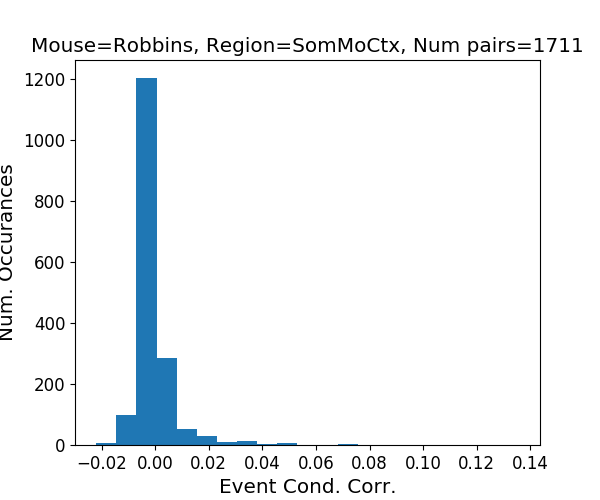 Mouse=Robbins, Region=SomMoCtx, Num pairs=1711
1200
1000
800
600
400
200
0
Num. Occurances
−0.02 0.00 0.02 0.04 0.06 0.08 0.10 0.12 0.14
Event Cond. Corr.